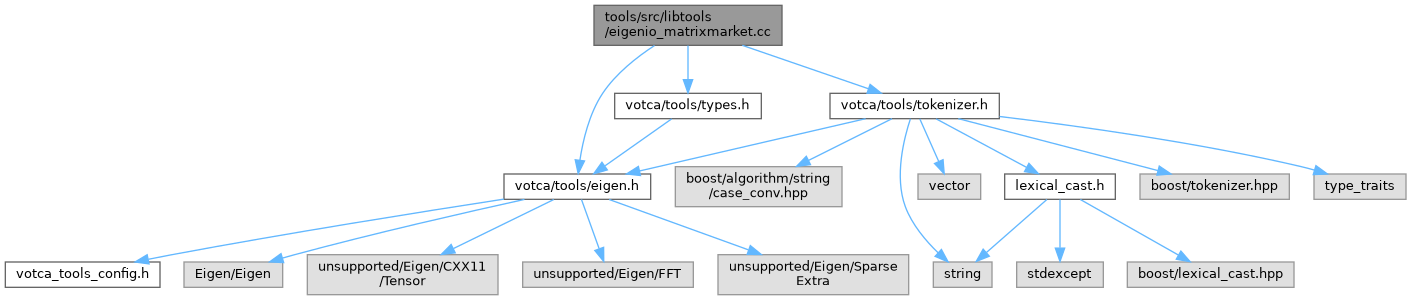 tools/src/libtools
/eigenio_matrixmarket.cc
votca/tools/types.h
votca/tools/tokenizer.h
votca/tools/eigen.h
boost/algorithm/string
/case_conv.hpp
vector
lexical_cast.h
boost/tokenizer.hpp
type_traits
votca_tools_config.h
Eigen/Eigen
unsupported/Eigen/CXX11
/Tensor
unsupported/Eigen/FFT
unsupported/Eigen/Sparse
Extra
string
stdexcept
boost/lexical_cast.hpp